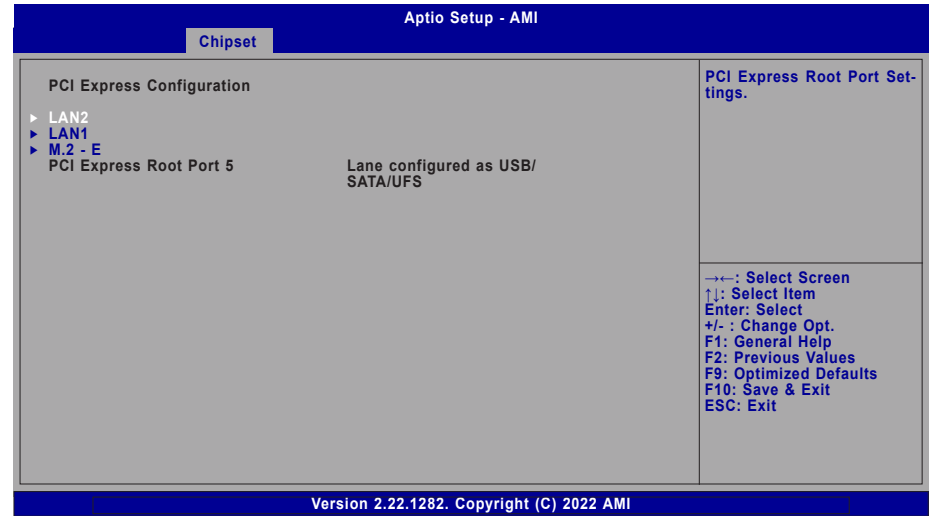 Aptio Setup - AMI
Chipset
PCI Express Configuration
► LAN2
► LAN1
► M.2 - E
PCI Express Root Port 5
Lane configured as USB/
SATA/UFS
PCI Express Root Port Set-
tings.
→←: Select Screen
↑↓: Select Item
Enter: Select
+/- : Change Opt.
F1: General Help
F2: Previous Values
F9: Optimized Defaults
F10: Save & Exit
ESC: Exit
Version 2.22.1282. Copyright (C) 2022 AMI